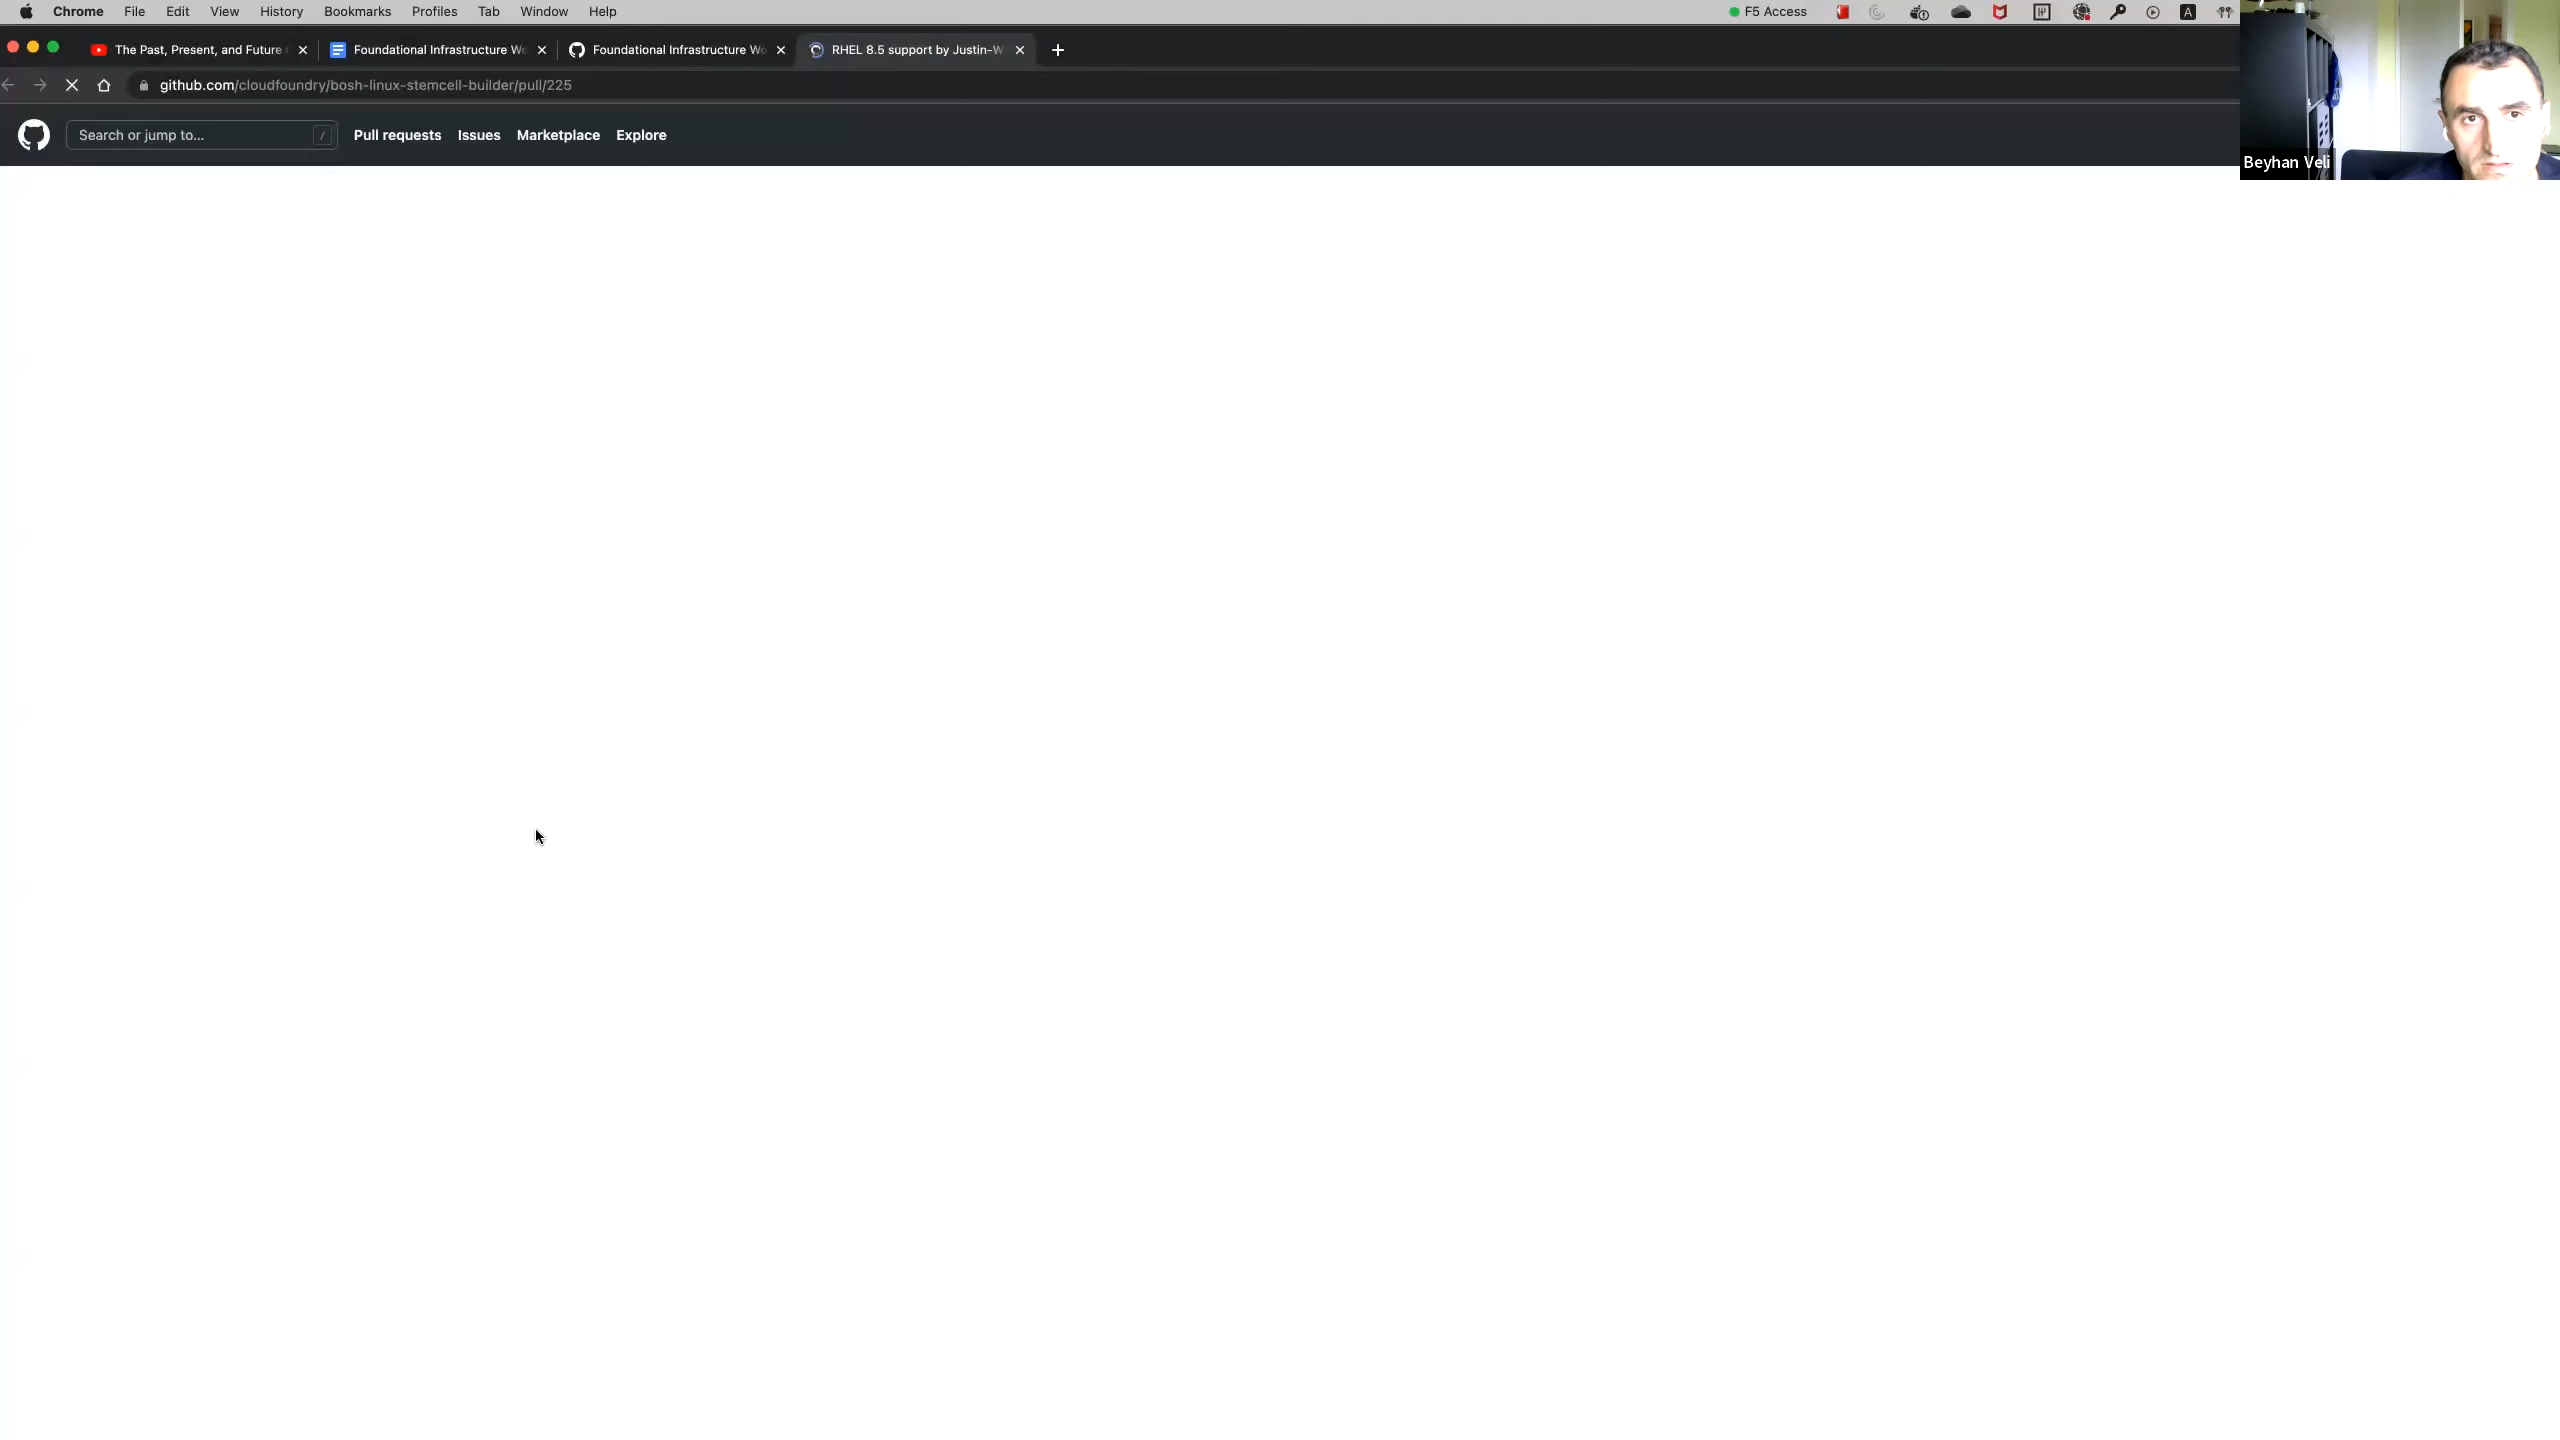 Chrome File Edit View History Bookmarks Profiles Tab Window Help F5 Access A
The Past, Present, and Future Foundational Infrastructure Wo Foundational Infrastructure Wo RHEL 8.5 support by Justin-W
github.com/cloudfoundry/bosh-linux-stemcell-builder/pull/225
Search or jump to... / Pull requests Issues Marketplace Explore
Beyhan Veli